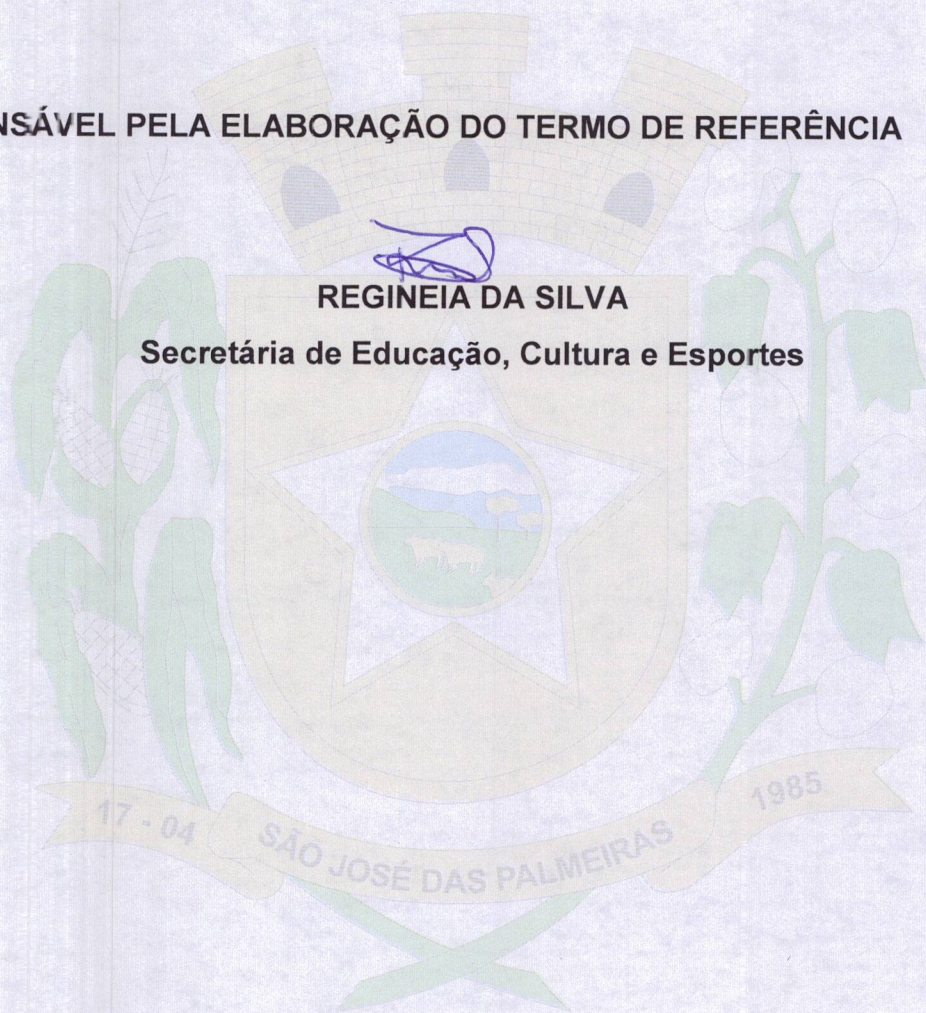 NSÁVEL PELA ELABORAÇÃO DO TERMO DE REFERÊNCIA
REGINEIA DA SILVA
Secretária de Educação, Cultura e Esportes
17 - 04
SÃO JOSÉ DAS PALMEIRAS
1985